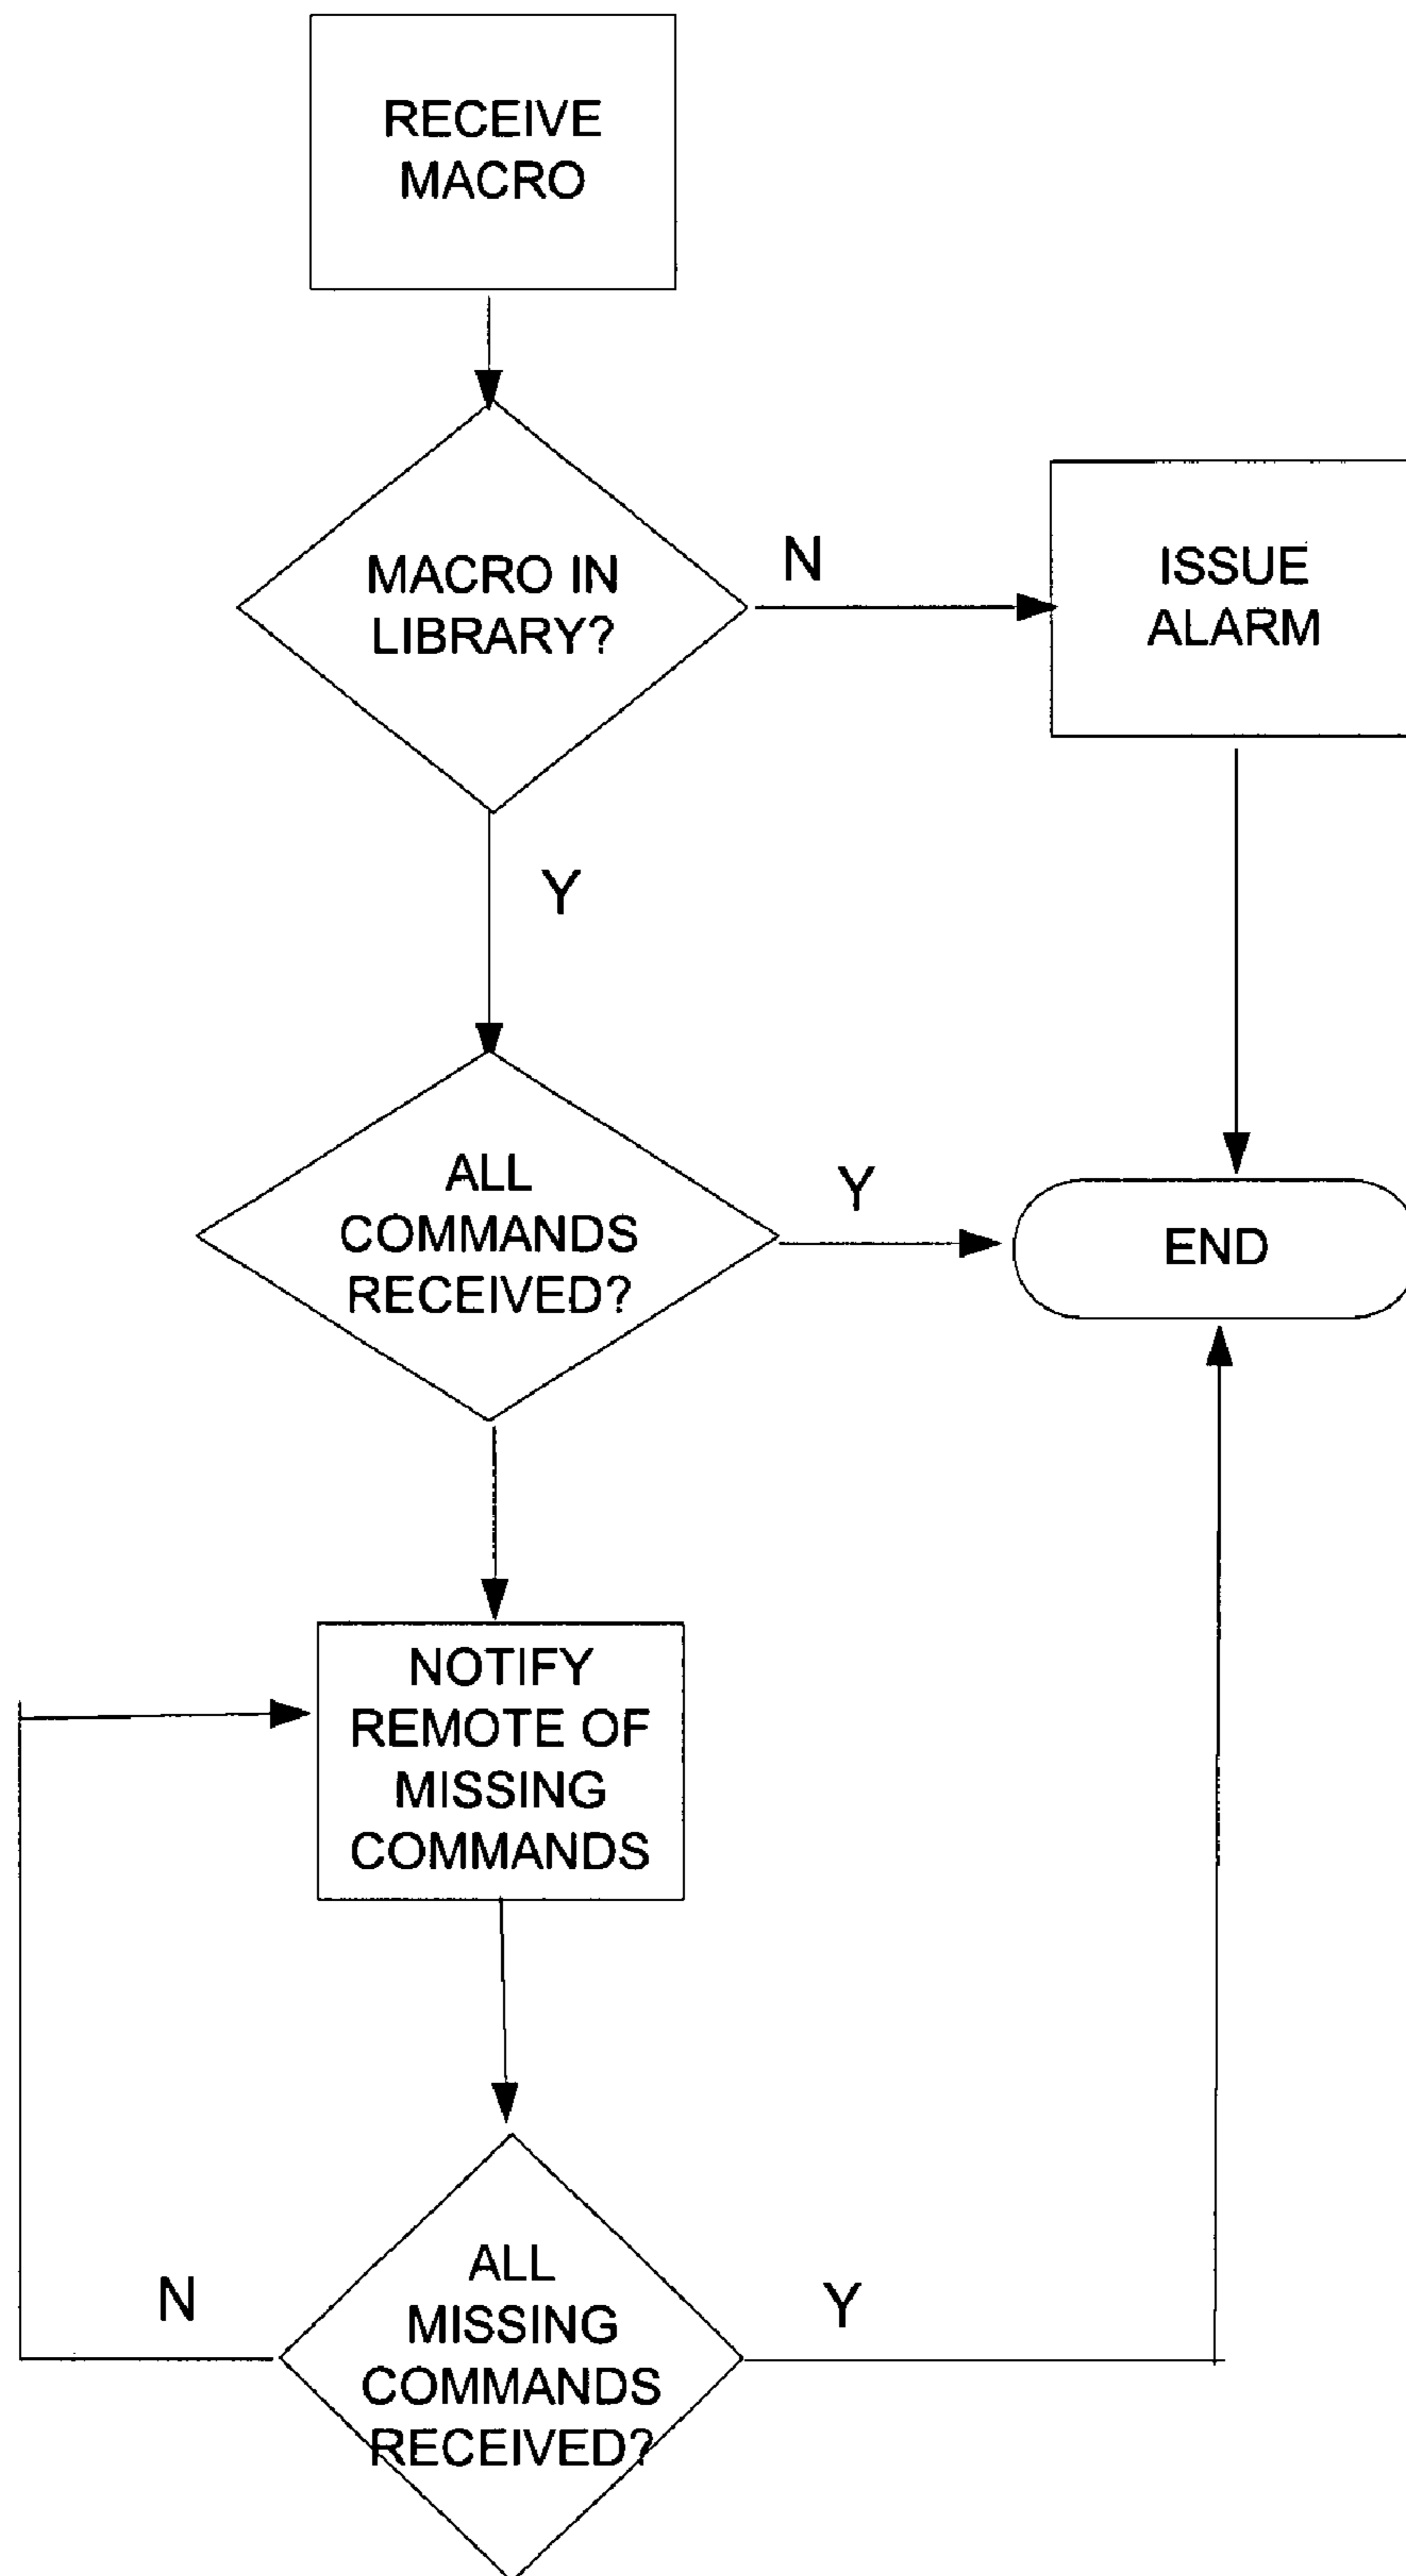 RECEIVE
MACRO
MACRO IN
LIBRARY?
N
ISSUE
ALARM
Y
ALL
COMMANDS
RECEIVED?
Y
END
NOTIFY
REMOTE OF
MISSING
COMMANDS
N
ALL
MISSING
COMMANDS
RECEIVED?
Y